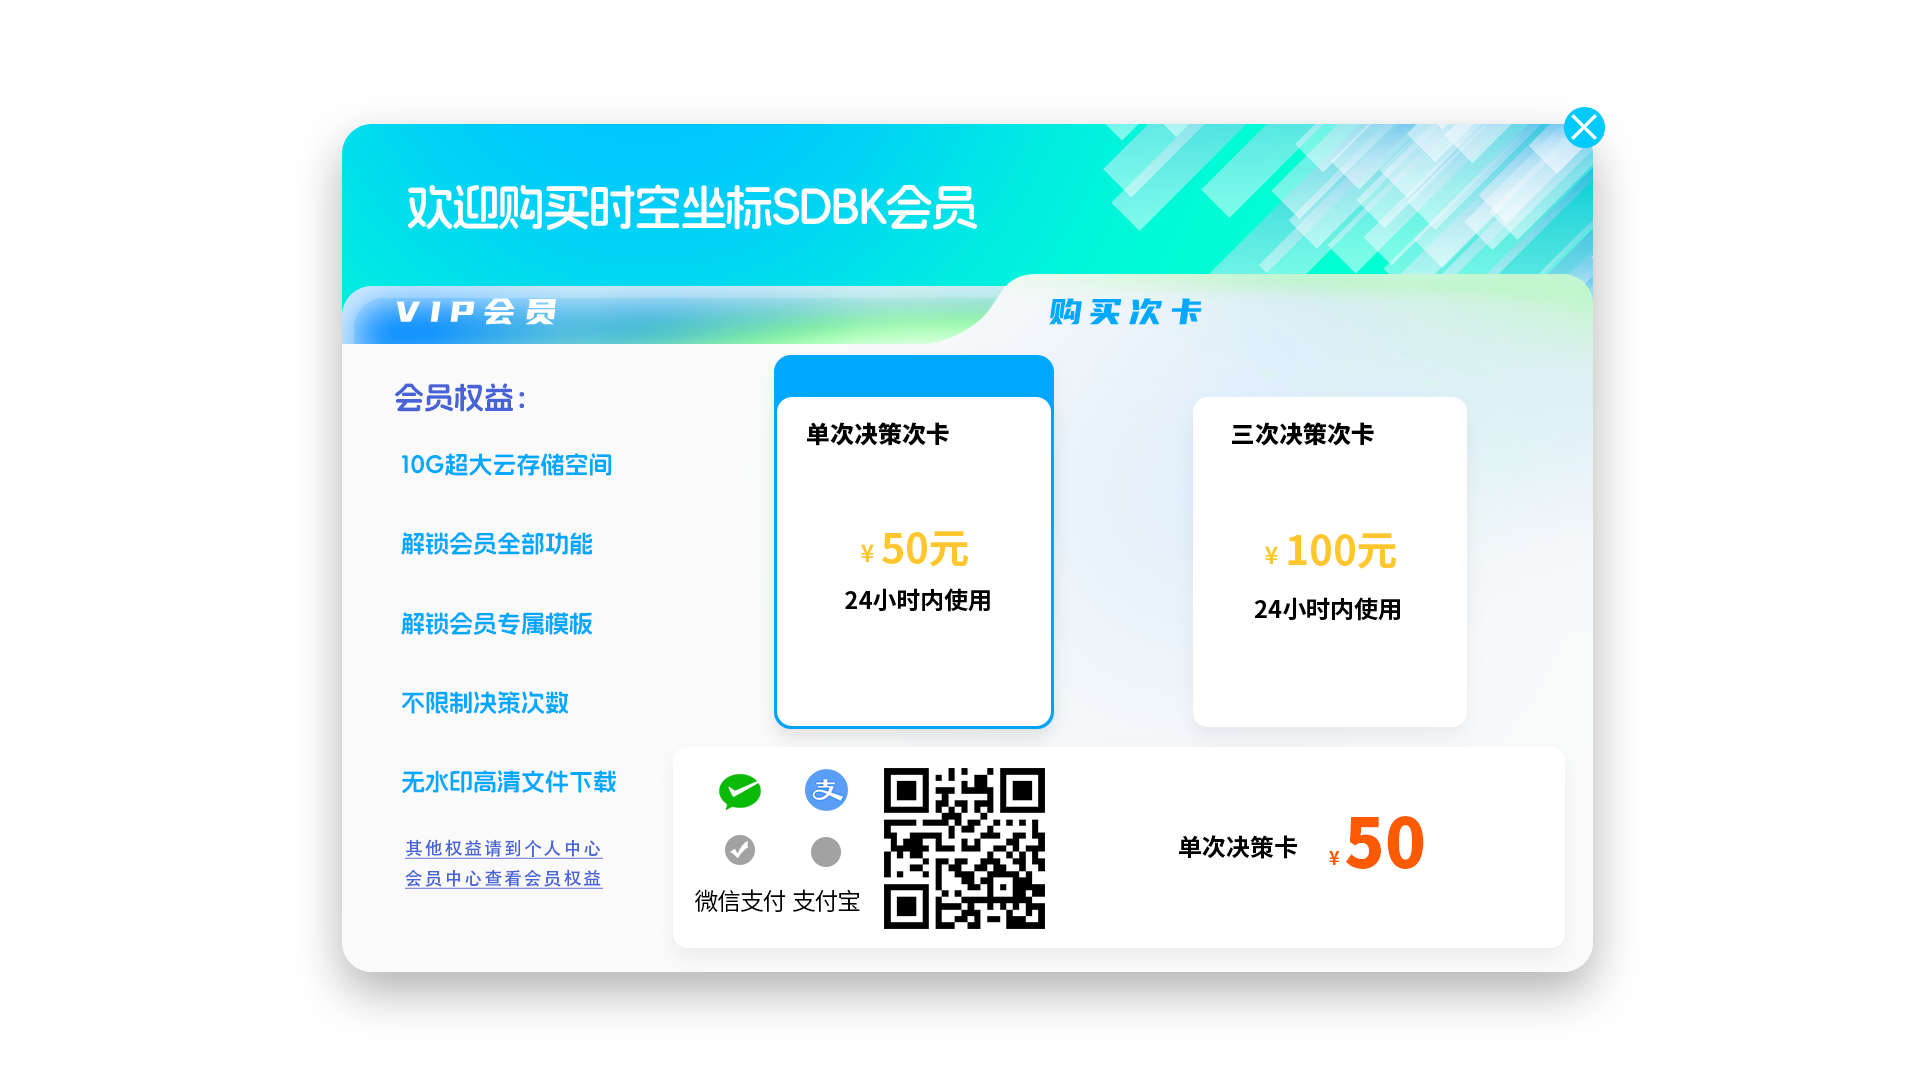 欢迎购买时空坐标SDBK会员
VIP会员
购买次卡
会员权益：
10G超大云存储空间
解锁会员全部功能
解锁会员专属模板
不限制决策次数
无水印高清文件下载
其他权益请到个人中心
会员中心查看会员权益
单次决策次卡
¥ 50元
24小时内使用
三次决策次卡
¥ 100元
24小时内使用
支
微信支付 支付宝
单次决策卡 ¥ 50